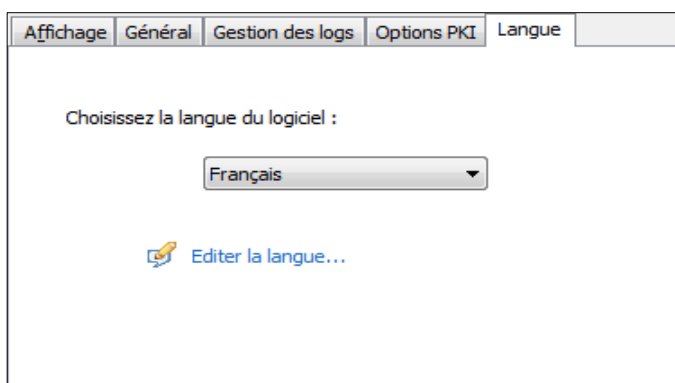 Affichage Général Gestion des logs Options PKI Langue
Choisissez la langue du logiciel :
Français
Editer la langue...